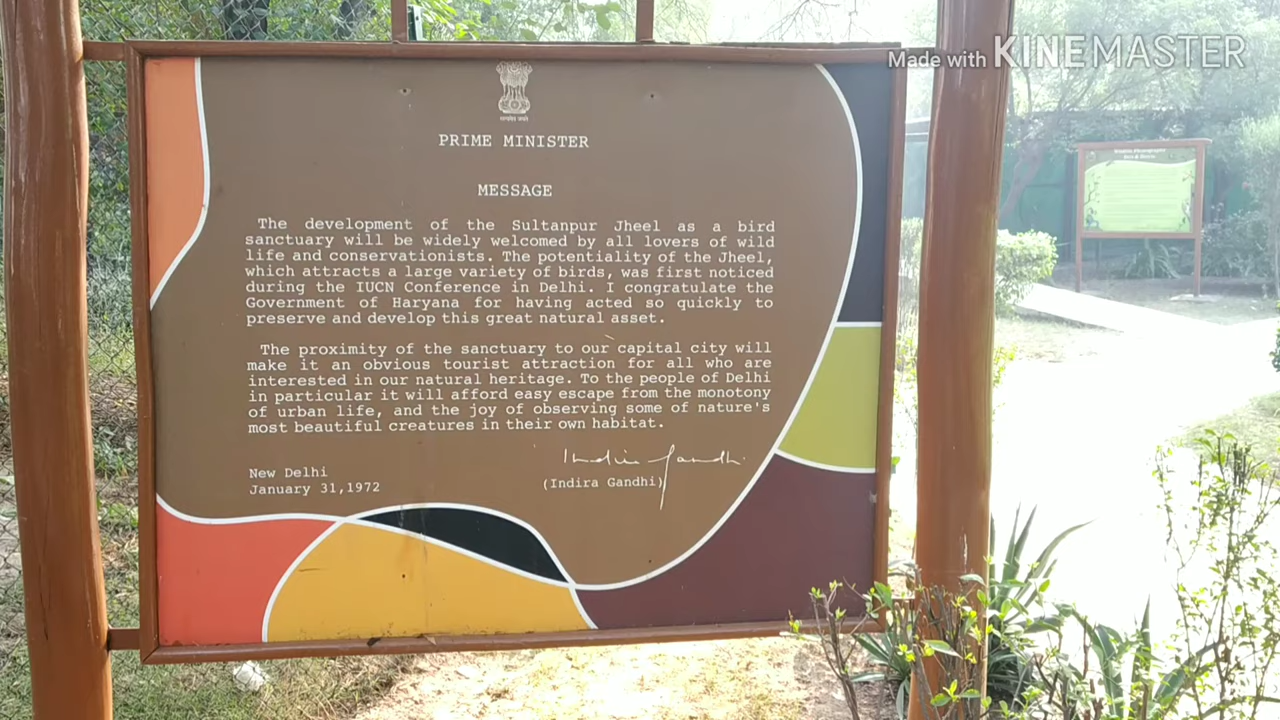 Made with KINEMASTER
सत्यमेव जयते
PRIME MINISTER
MESSAGE
The development of the Sultanpur Jheel as a bird
sanctuary will be widely welcomed by all lovers of wild
life and conservationists. The potentiality of the Jheel,
which attracts a large variety of birds, was first noticed
during the IUCN Conference in Delhi. I congratulate the
Government of Haryana for having acted so quickly to
preserve and develop this great natural asset.
The proximity of the sanctuary to our capital city will
make it an obvious tourist attraction for all who are
interested in our natural heritage. To the people of Delhi
in particular it will afford easy escape from the monotony
of urban life, and the joy of observing some of nature's
most beautiful creatures in their own habitat.
Indira Gandhi
New Delhi
January 31,1972
(Indira Gandhi)